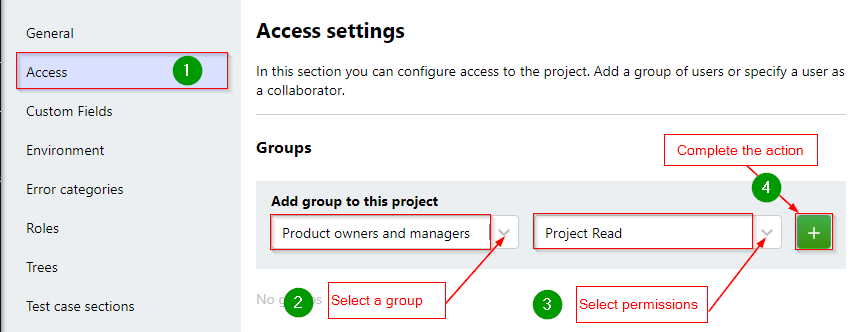 General
Access
1
Custom Fields
Environment
Error categories
Roles
Trees
Test case sections
Access settings
In this section you can configure access to the project. Add a group of users or specify a user as
a collaborator.
Groups
Complete the action
4
Add group to this project
Product owners and managers
Project Read
+
No
2
Select a group
3
Select permissions